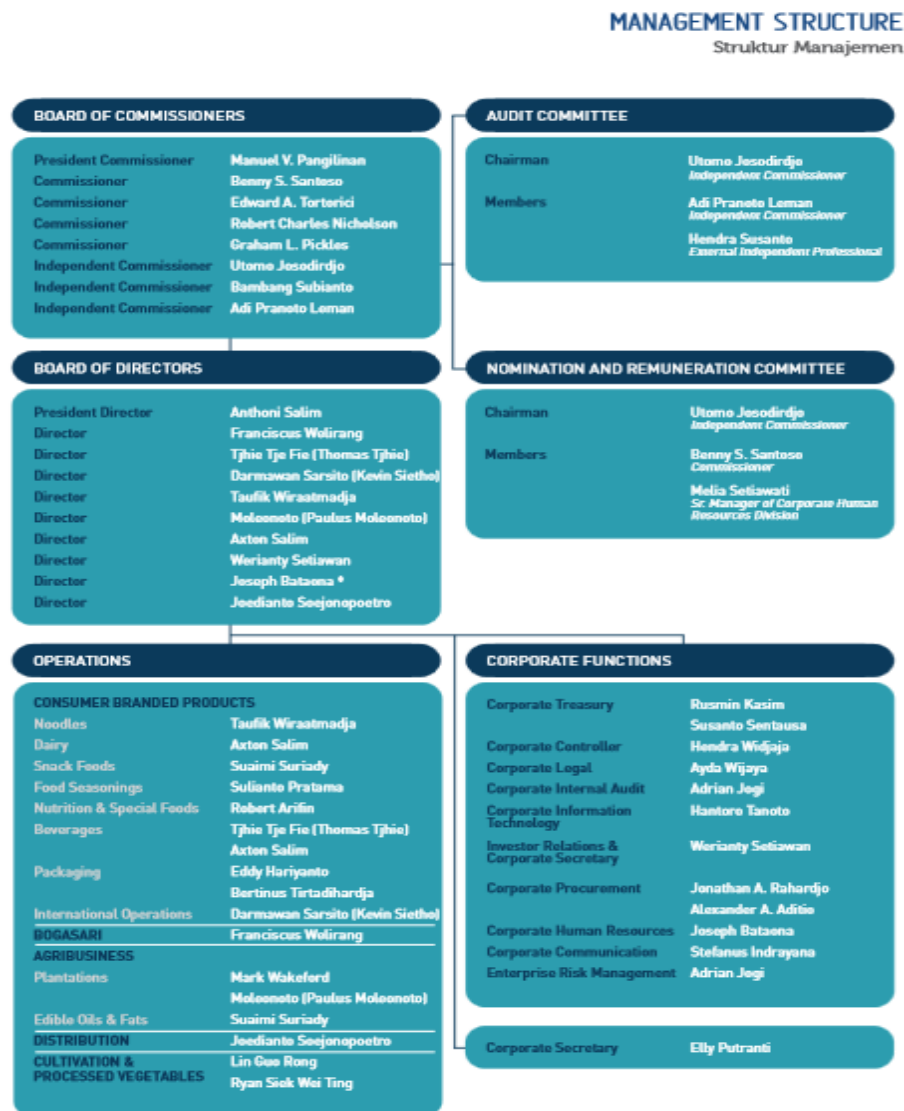 MANAGEMENT STRUCTURE
Struktur Manajemen
BOARD OF COMMISSIONERS
President Commissioner Manuel V. Pangilinan
Commissioner Benny S. Santoso
Commissioner Edward A. Tortorici
Commissioner Robert Charles Nicholson
Commissioner Graham L. Pickles
Independent Commissioner Utomo Josodirdjo
Independent Commissioner Bambang Subianto
Independent Commissioner Adi Pranoto Leman
AUDIT COMMITTEE
Chairman Utomo Josodirdjo
Independent Commissioner
Members Adi Pranoto Leman
Independent Commissioner
Hendra Susanto
External Independent Professional
BOARD OF DIRECTORS
President Director Anthoni Salim
Director Franciscus Welirang
Director Tjhie Tje Fie (Thomas Tjhie)
Director Darmawan Sarsito (Kevin Sietho)
Director Taufik Wiraatmadja
Director Moleonoto (Paulus Moleonoto)
Director Axton Salim
Director Werianty Setiawan
Director Joseph Bataona *
Director Joedianto Soejonopoetro
NOMINATION AND REMUNERATION COMMITTEE
Chairman Utomo Josodirdjo
Independent Commissioner
Members Benny S. Santoso
Commissioner
Melia Setiawati
Sr. Manager of Corporate Human
Resources Division
OPERATIONS
CONSUMER BRANDED PRODUCTS
Noodles Taufik Wiraatmadja
Dairy Axton Salim
Snack Foods Suaimi Suriady
Food Seasonings Sulianto Pratama
Nutrition & Special Foods Robert Arifin
Beverages Tjhie Tje Fie (Thomas Tjhie)
Axton Salim
Packaging Eddy Hariyanto
Bertinus Tirtadihardja
International Operations Darmawan Sarsito (Kevin Sietho)
BOGASARI Franciscus Welirang
AGRIBUSINESS
Plantations Mark Wakeford
Moleonoto (Paulus Moleonoto)
Edible Oils & Fats Suaimi Suriady
DISTRIBUTION Joedianto Soejonopoetro
CULTIVATION & Lin Guo Rong
PROCESSED VEGETABLES Ryan Siek Wei Ting
CORPORATE FUNCTIONS
Corporate Treasury Rusmin Kasim
Susanto Sentausa
Corporate Controller Hendra Widjaja
Corporate Legal Ayda Wijaya
Corporate Internal Audit Adrian Jogi
Corporate Information Hantoro Tanoto
Technology
Investor Relations & Werianty Setiawan
Corporate Secretary
Corporate Procurement Jonathan A. Rahardjo
Alexander A. Aditio
Corporate Human Resources Joseph Bataona
Corporate Communication Stefanus Indrayana
Enterprise Risk Management Adrian Jogi
Corporate Secretary Elly Putranti